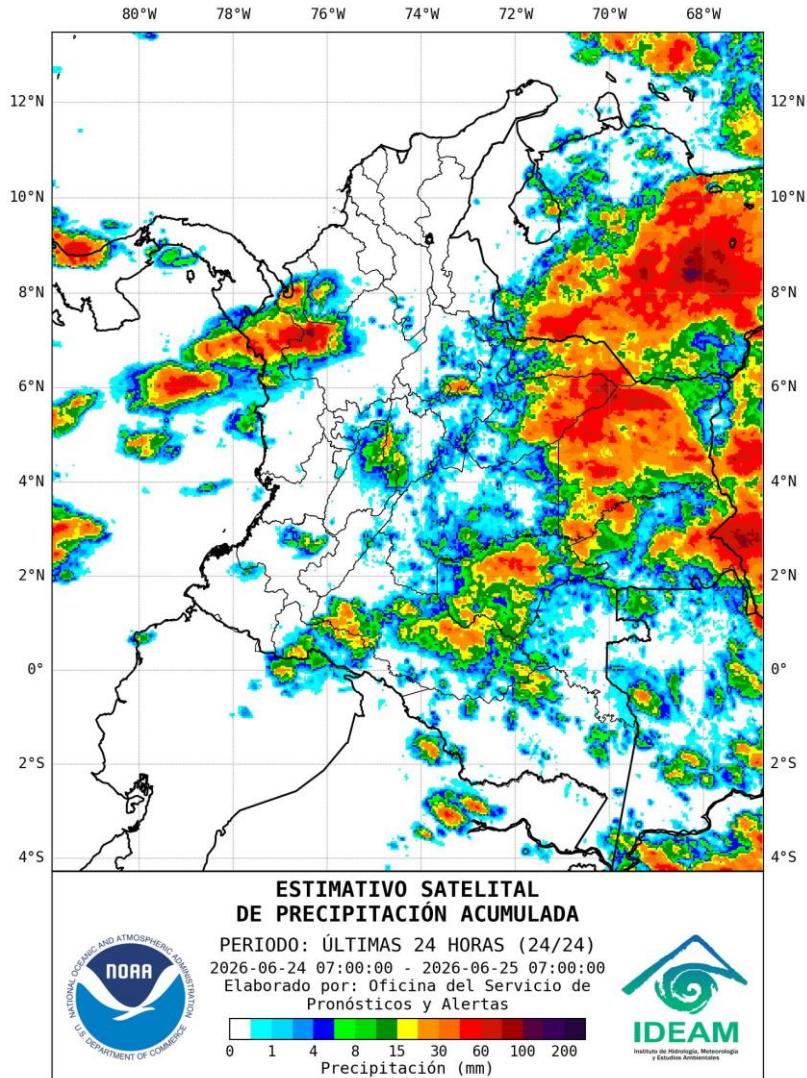 80°W 78°W 76°W 74°W 72°W 70°W 68°W
12°N 12°N
10°N 10°N
8°N 8°N
6°N 6°N
4°N 4°N
2°N 2°N
0° 0°
2°S 2°S
4°S 4°S
ESTIMATIVO SATELITAL
DE PRECIPITACIÓN ACUMULADA
PERIODO: ÚLTIMAS 24 HORAS (24/24)
2026-06-24 07:00:00 - 2026-06-25 07:00:00
Elaborado por: Oficina del Servicio de
Pronósticos y Alertas
0 1 4 8 15 30 60 100 200
Precipitación (mm)
NATIONAL OCEANIC AND ATMOSPHERIC ADMINISTRATION
NOAA
U.S. DEPARTMENT OF COMMERCE
IDEAM
Instituto de Hidrología, Meteorología
y Estudios Ambientales